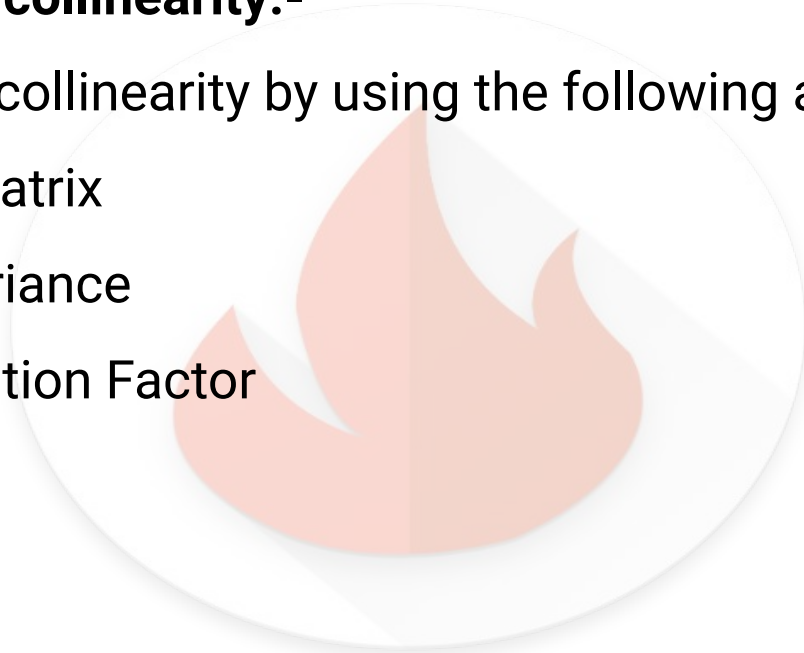 collinearity:-
collinearity by using the following a
atrix
riance
tion Factor